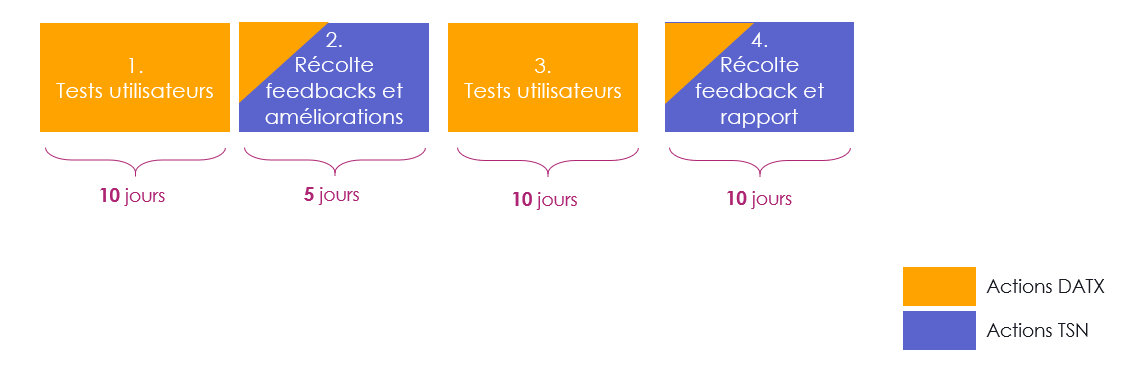 1.
Tests utilisateurs
2.
Récolte
feedbacks et
améliorations
3.
Tests utilisateurs
4.
Récolte
feedback et
rapport
10 jours
5 jours
10 jours
10 jours
Actions DATX
Actions TSN